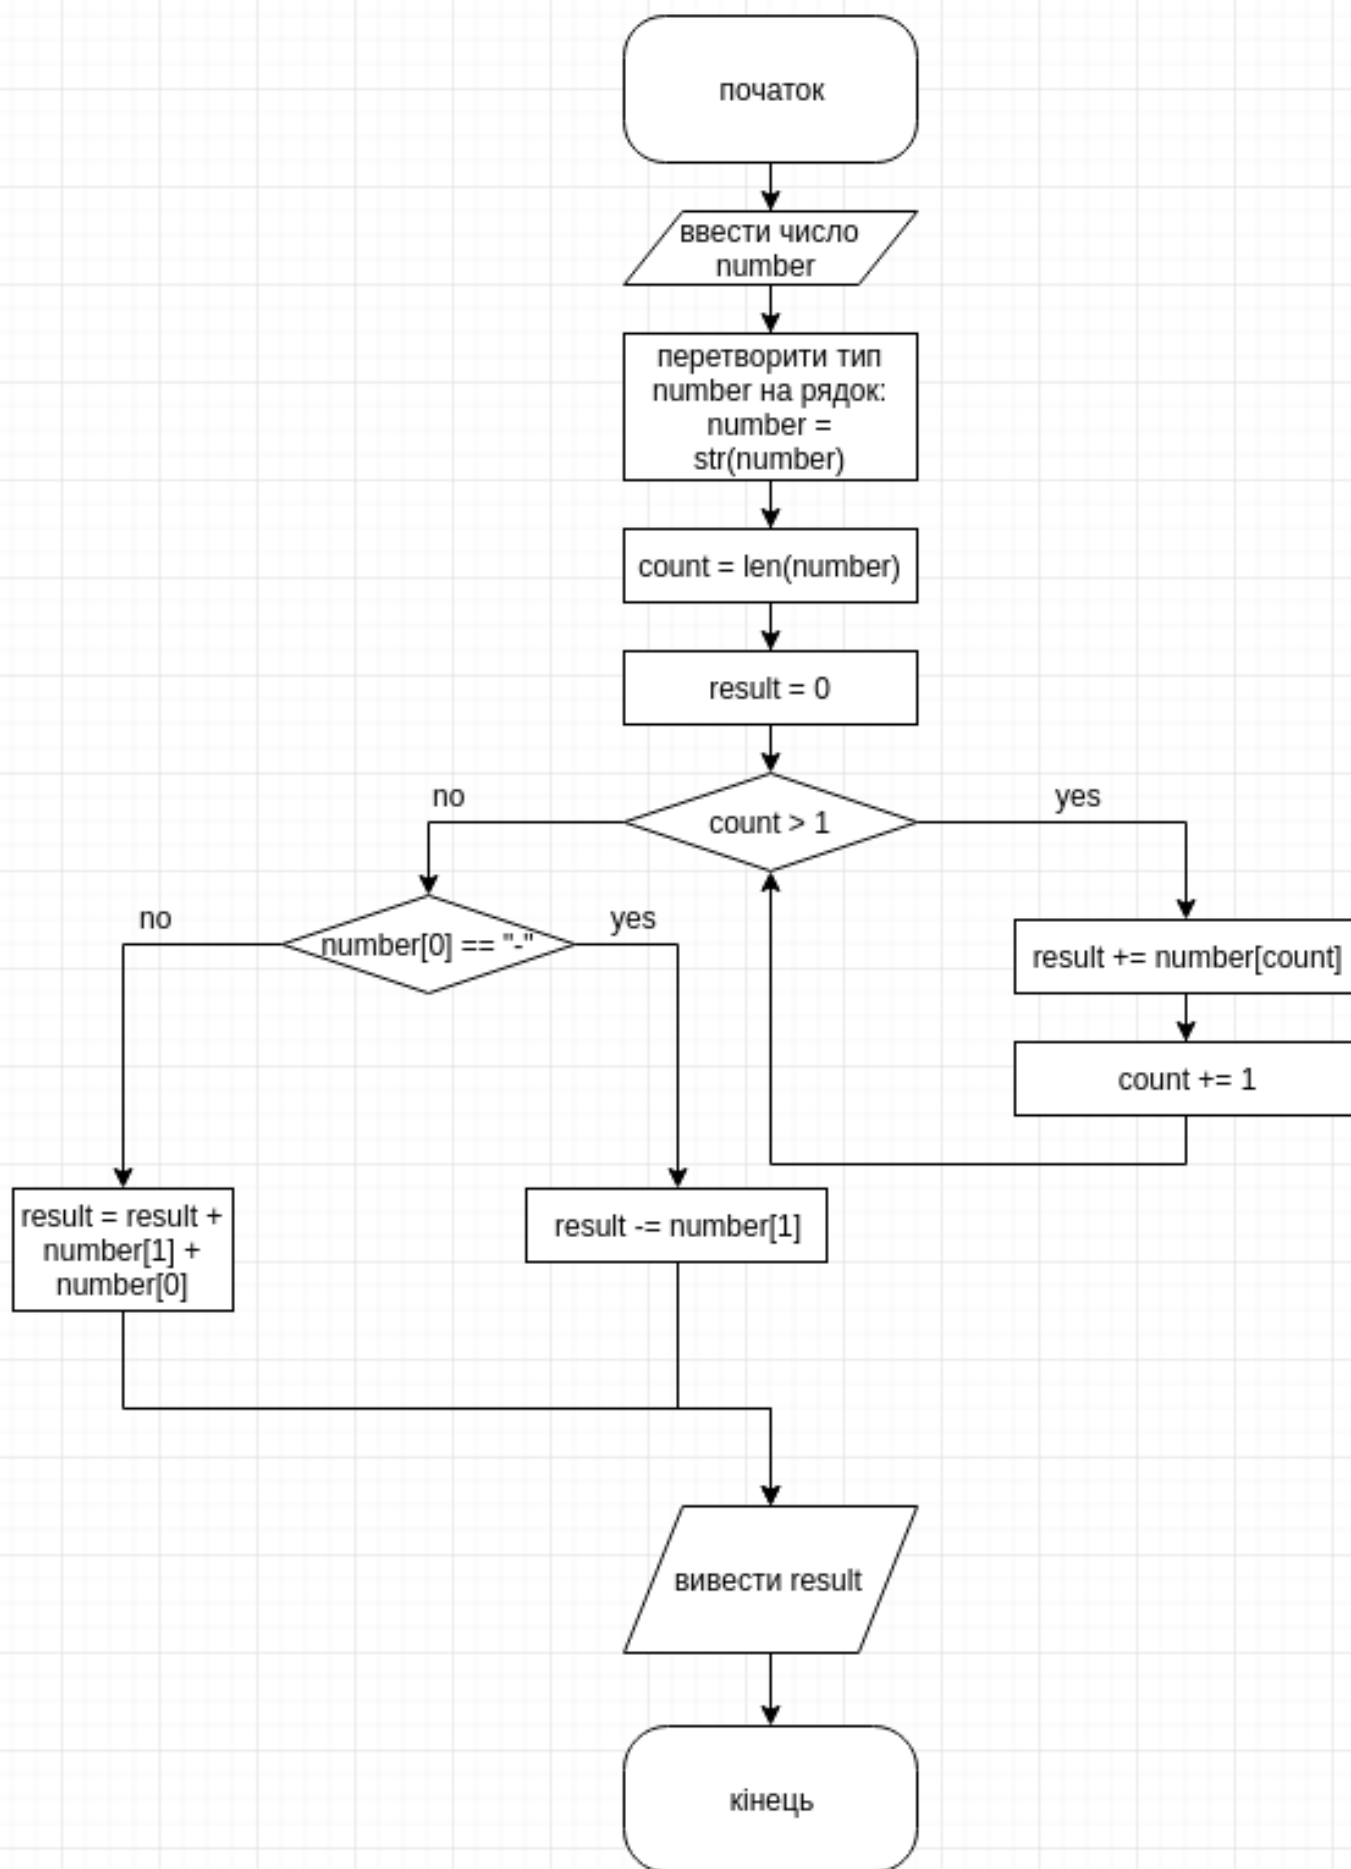 початок
ввести число
number
перетворити тип
number на рядок:
number =
str(number)
count = len(number)
result = 0
no
count > 1
yes
no
number[0] == "-"
yes
result += number[count]
count += 1
result = result +
number[1] +
number[0]
result -= number[1]
вивести result
кінець